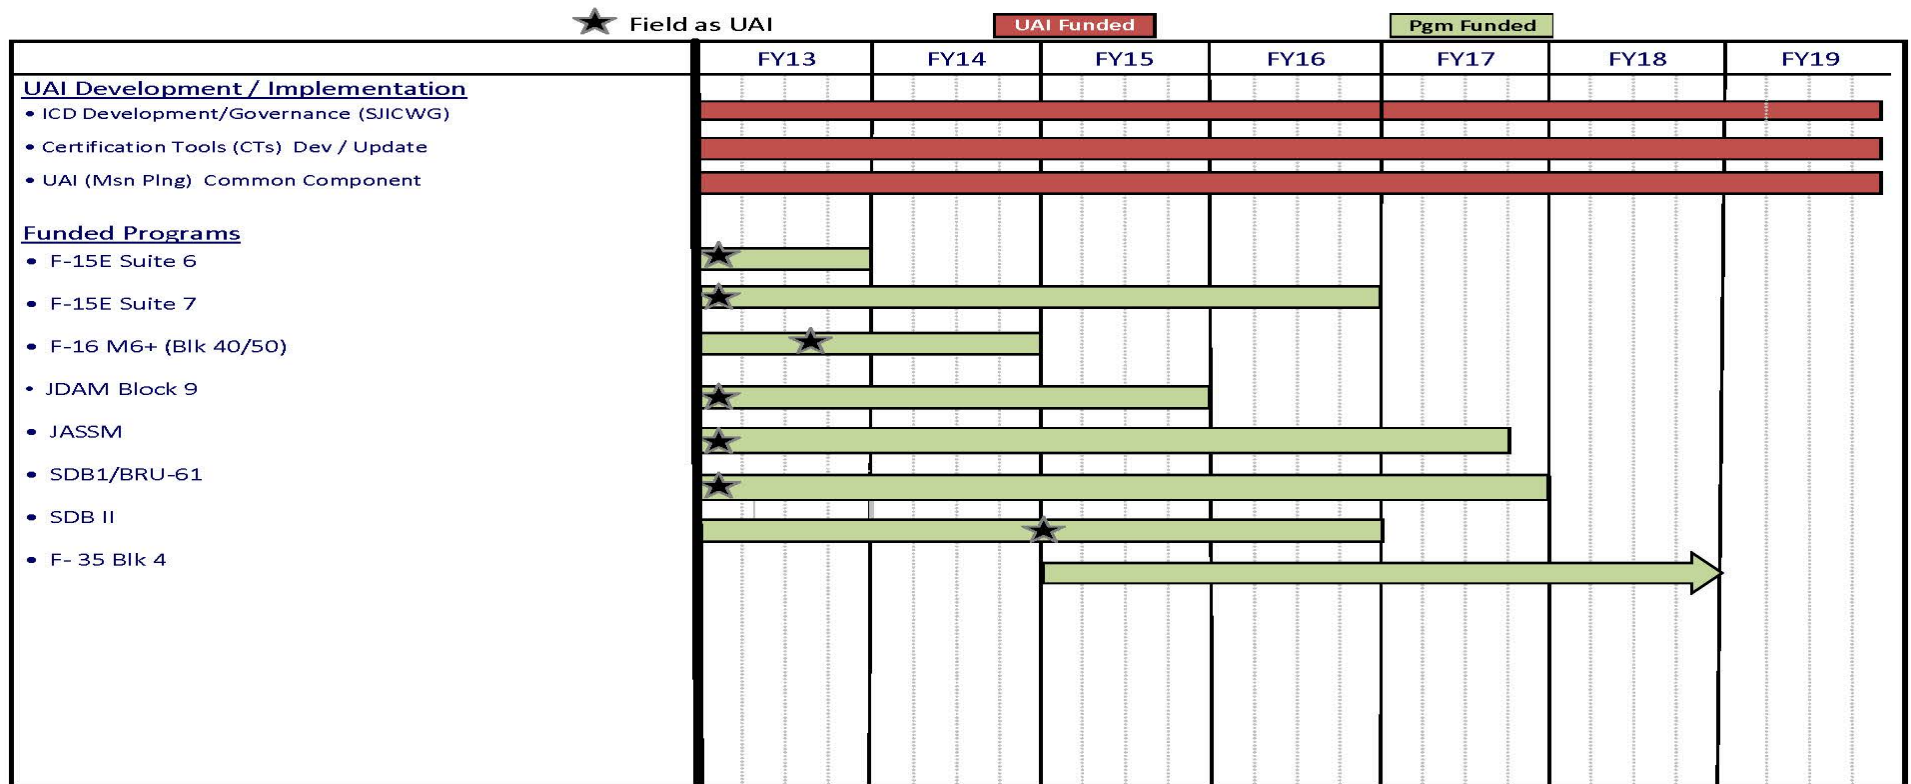 Field as UAI UAI Funded Pgm Funded
FY13 FY14 FY15 FY16 FY17 FY18 FY19
UAI Development / Implementation
• ICD Development/Governance (SJICWG)
• Certification Tools (CTs) Dev / Update
• UAI (Msn Plng) Common Component
Funded Programs
• F-15E Suite 6
• F-15E Suite 7
• F-16 M6+ (Blk 40/50)
• JDAM Block 9
• JASSM
• SDB1/BRU-61
• SDB II
• F- 35 Blk 4